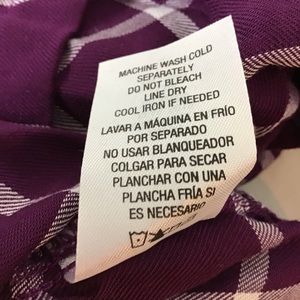 MACHINE WASH COLD
SEPARATELY
DO NOT BLEACH
LINE DRY
COOL IRON IF NEEDED
LAVAR A MÁQUINA EN FRÍO
POR SEPARADO
NO USAR BLANQUEADOR
COLGAR PARA SECAR
PLANCHAR CON UNA
PLANCHA FRÍA SI
ES NECESARIO